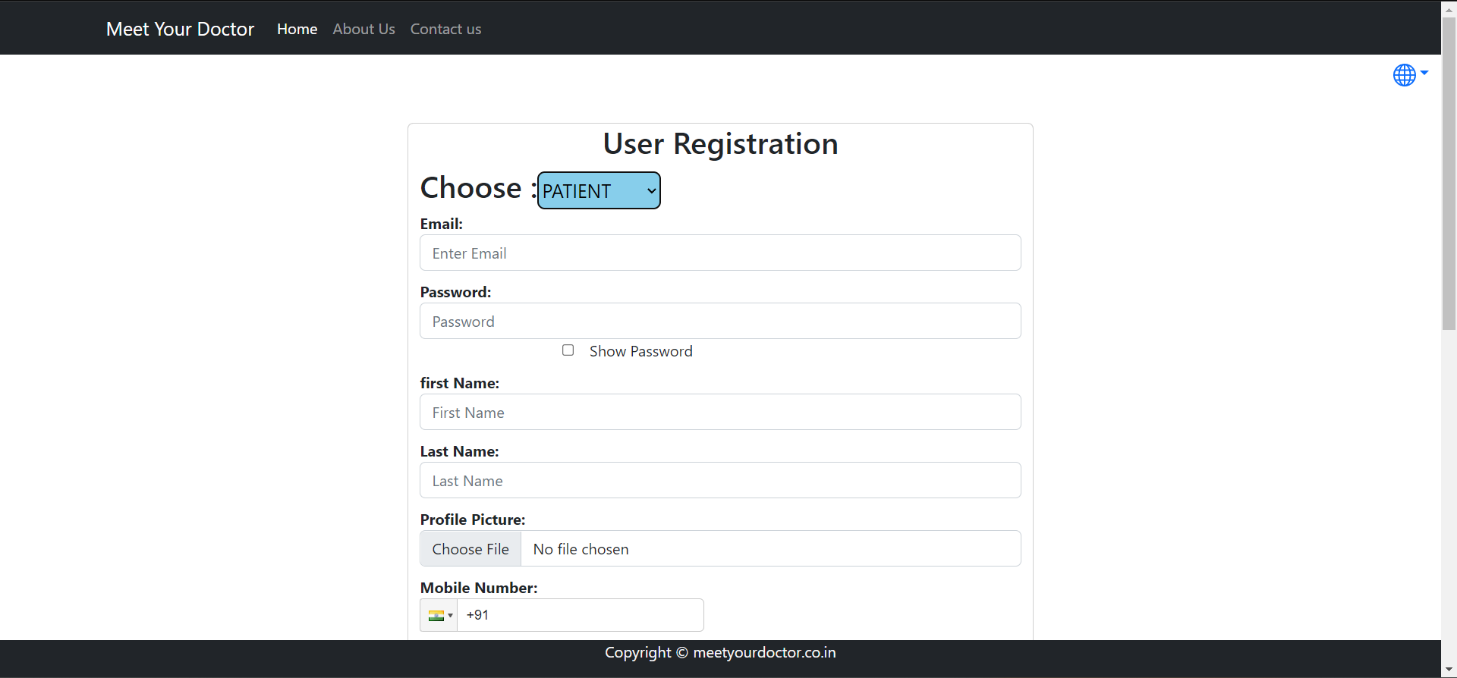 Meet Your Doctor Home About Us Contact us
User Registration
Choose : PATIENT
Email:
Enter Email
Password:
Password
Show Password
first Name:
First Name
Last Name:
Last Name
Profile Picture:
Choose File No file chosen
Mobile Number:
+91
Copyright © meetyourdoctor.co.in